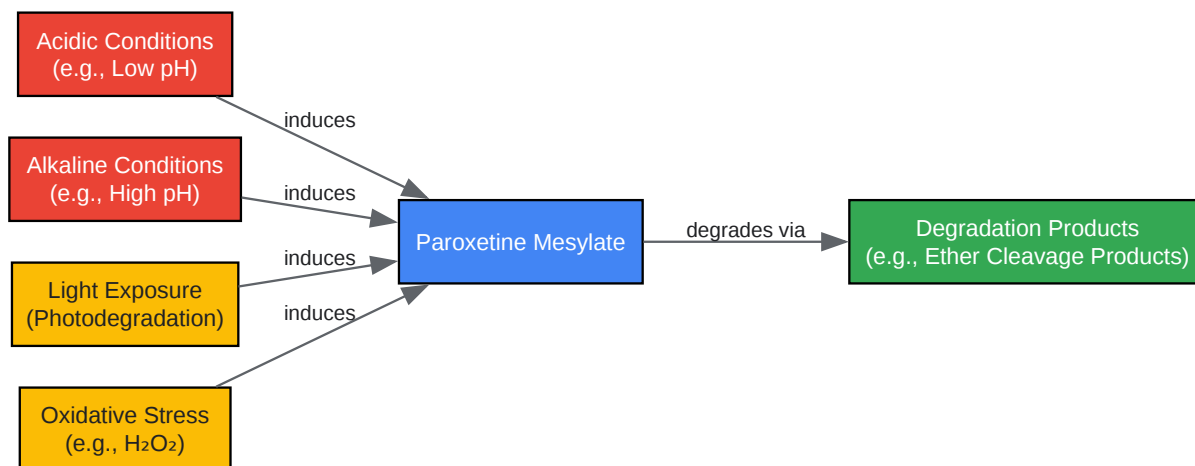 Acidic Conditions
(e.g., Low pH)
induces
Alkaline Conditions
(e.g., High pH)
induces
Paroxetine Mesylate
degrades via
Degradation Products
(e.g., Ether Cleavage Products)
Light Exposure
(Photodegradation)
induces
Oxidative Stress
(e.g., H₂O₂)
induces